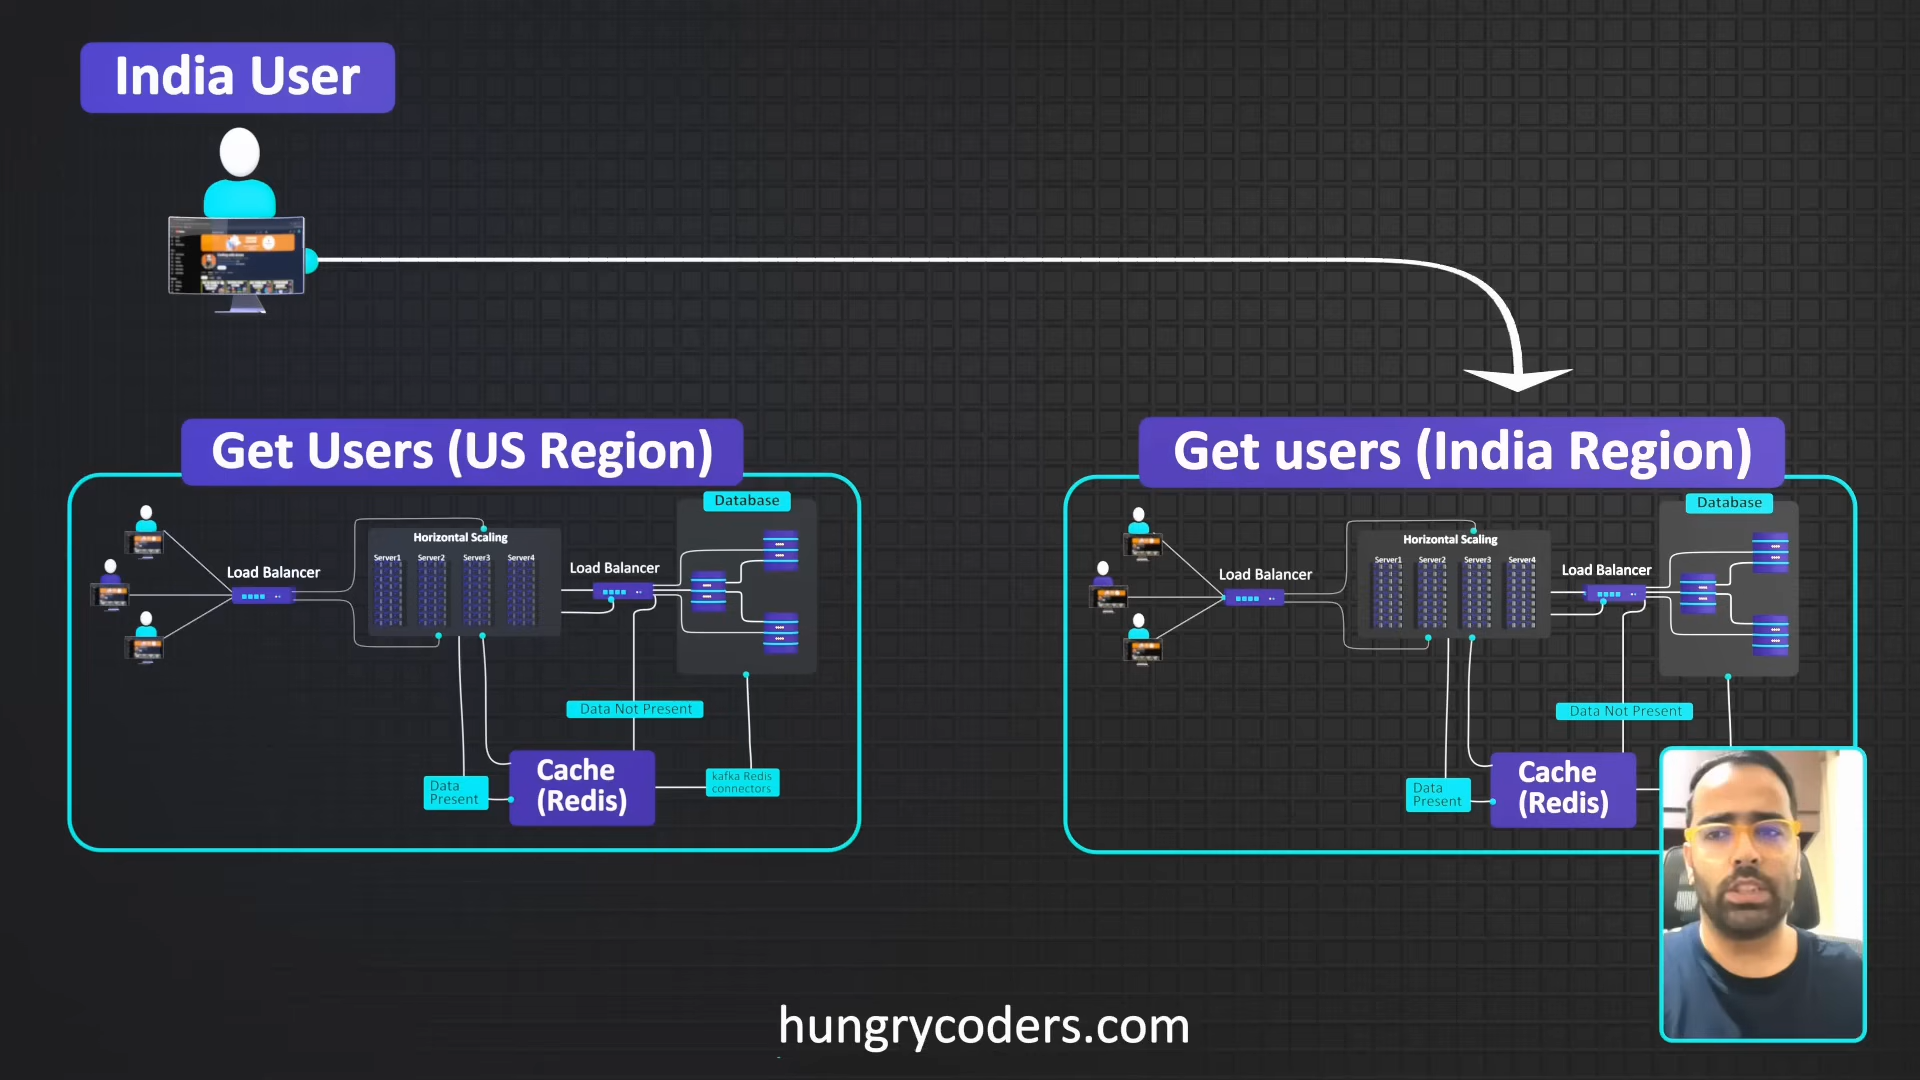 India User
Get Users (US Region)
Database
Horizontal Scaling
Server1 Server2 Server3 Server4
Load Balancer
Load Balancer
Data Not Present
Cache
(Redis)
Data
Present
kafka Redis
connectors
Get users (India Region)
Database
Horizontal Scaling
Server1 Server2 Server3 Server4
Load Balancer
Load Balancer
Data Not Present
Cache
(Redis)
Data
Present
hungrycoders.com